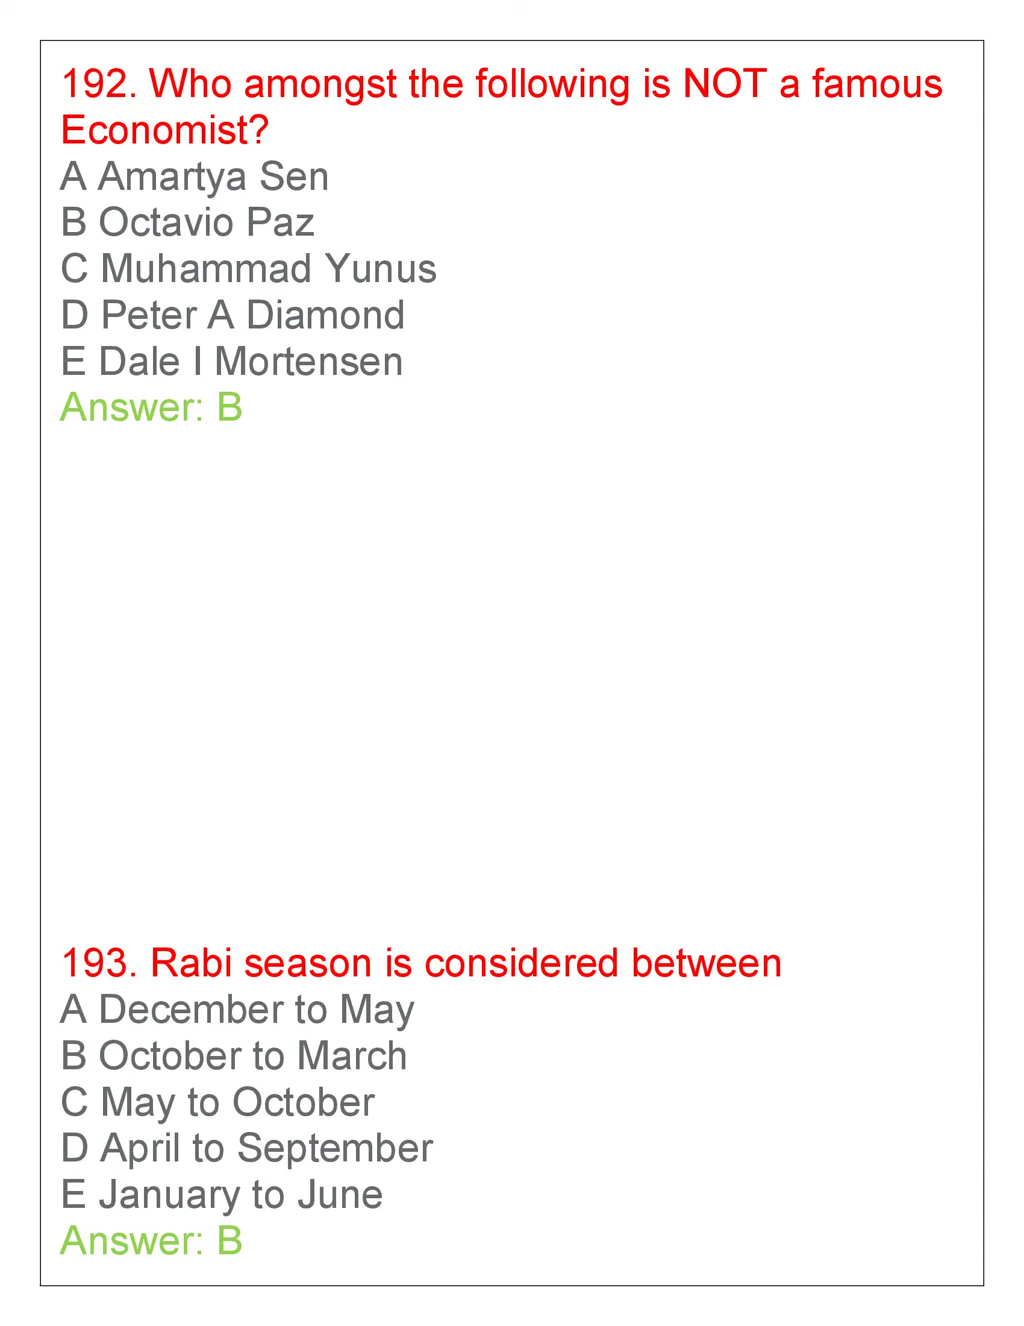 192. Who amongst the following is NOT a famous
Economist?
A Amartya Sen
B Octavio Paz
C Muhammad Yunus
D Peter A Diamond
E Dale I Mortensen
Answer: B
193. Rabi season is considered between
A December to May
B October to March
C May to October
D April to September
E January to June
Answer: B